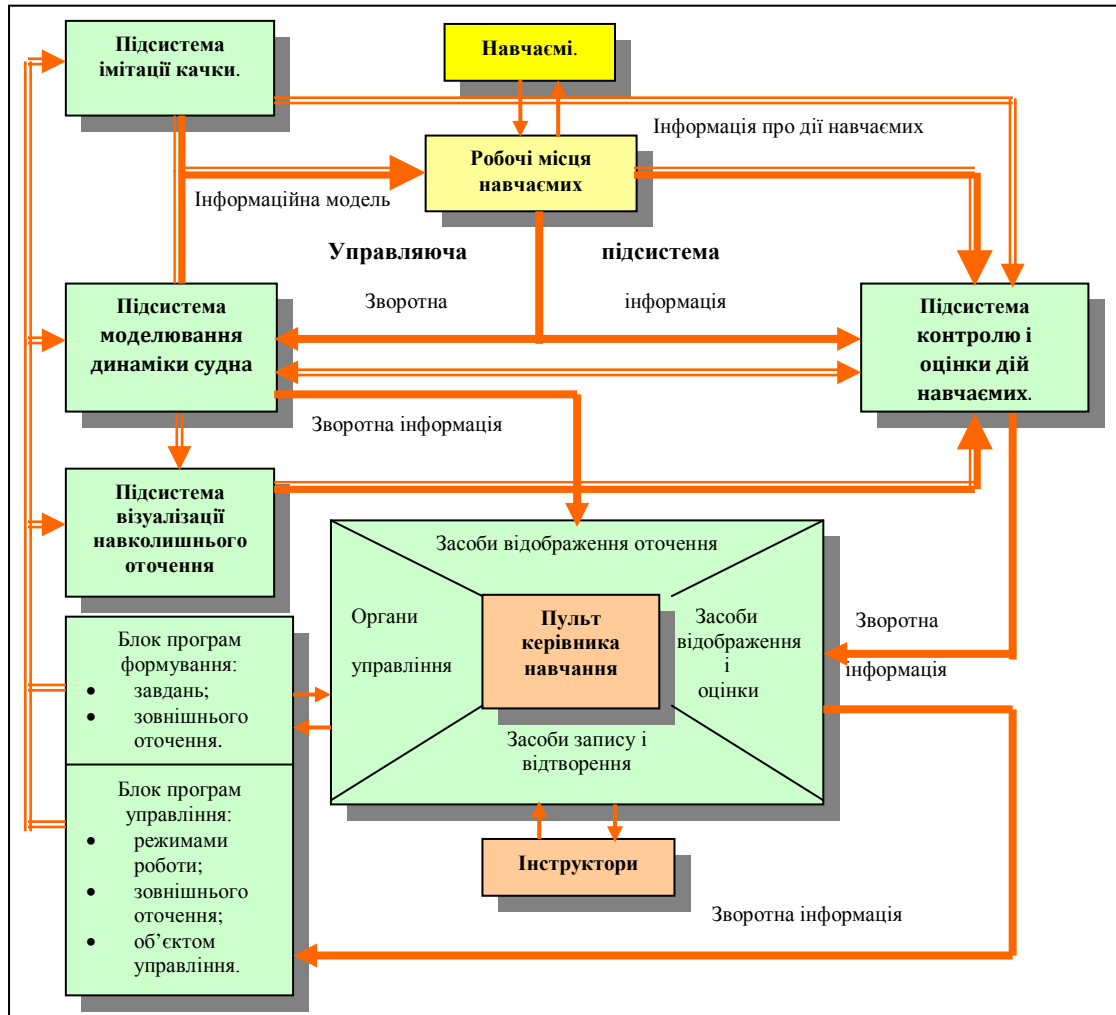 Підсистема
імітації качки.
Навчаємі.
Інформація про дії навчаємих
Робочі місця
навчаємих
Інформаційна модель
Управляюча підсистема
Зворотна інформація
Підсистема
моделювання
динаміки судна
Підсистема
контролю і
оцінки дій
навчаємих.
Зворотна інформація
Підсистема
візуалізації
навколишнього
оточення
Засоби відображення оточення
Органи
управління
Пульт
керівника
навчання
Засоби
відображення
і
оцінки
Зворотна
інформація
Засоби запису і
відтворення
Блок програм
формування:
• завдань;
• зовнішнього
оточення.
Блок програм
управління:
• режимами
роботи;
• зовнішнього
оточення;
• об’єктом
управління.
Інструктори
Зворотна інформація